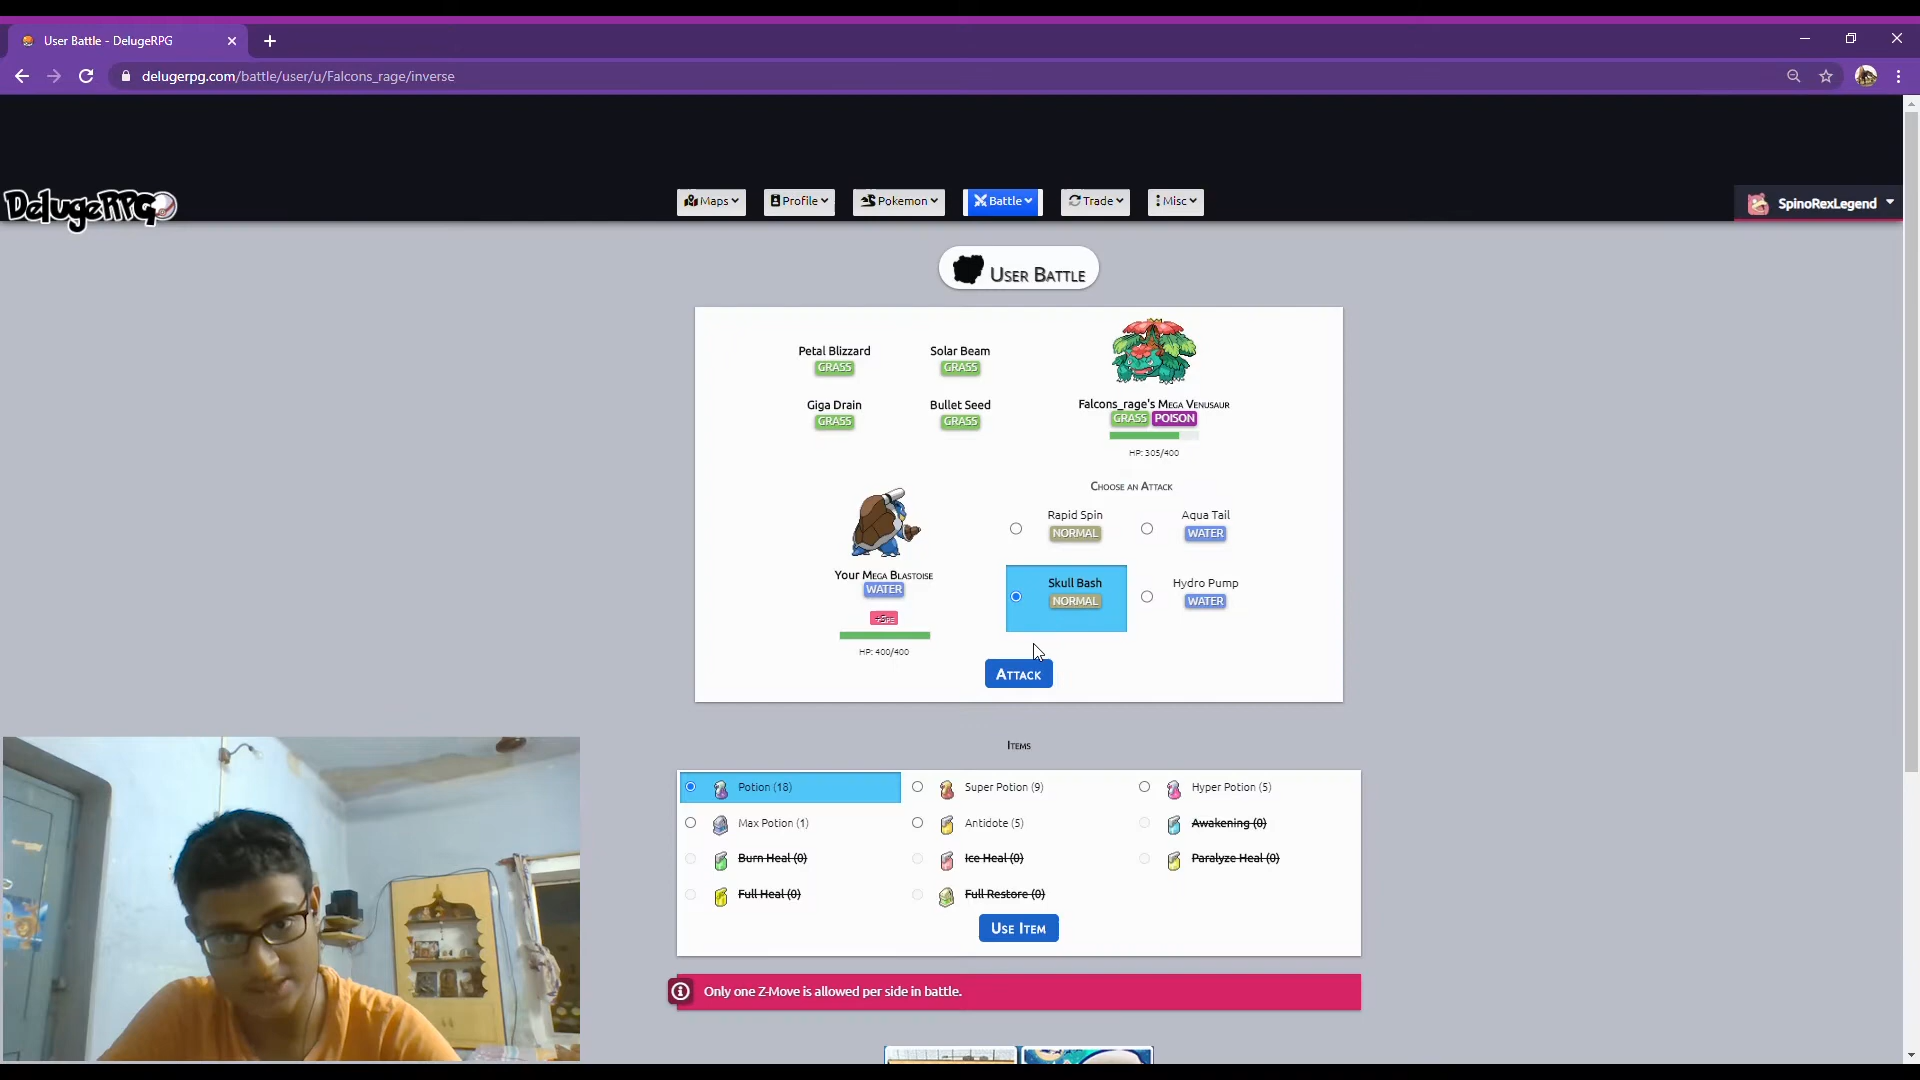 User Battle - DelugeRPG
delugerpg.com/battle/user/u/Falcons_rage/inverse
DelugeRPG
Maps
Profile
Pokemon
Battle
Trade
Misc
SpinoRexLegend
User Battle
Petal Blizzard
GRASS
Solar Beam
GRASS
Giga Drain
GRASS
Bullet Seed
GRASS
Falcons_rage's Mega Venusaur
GRASS POISON
HP: 305/400
Your Mega Blastoise
WATER
+Spe
HP: 400/400
Choose an Attack
Rapid Spin
NORMAL
Aqua Tail
WATER
Skull Bash
NORMAL
Hydro Pump
WATER
Attack
Items
Potion (18)
Super Potion (9)
Hyper Potion (5)
Max Potion (1)
Antidote (5)
Awakening (0)
Burn Heal (0)
Ice Heal (0)
Paralyze Heal (0)
Full Heal (0)
Full Restore (0)
Use Item
Only one Z-Move is allowed per side in battle.